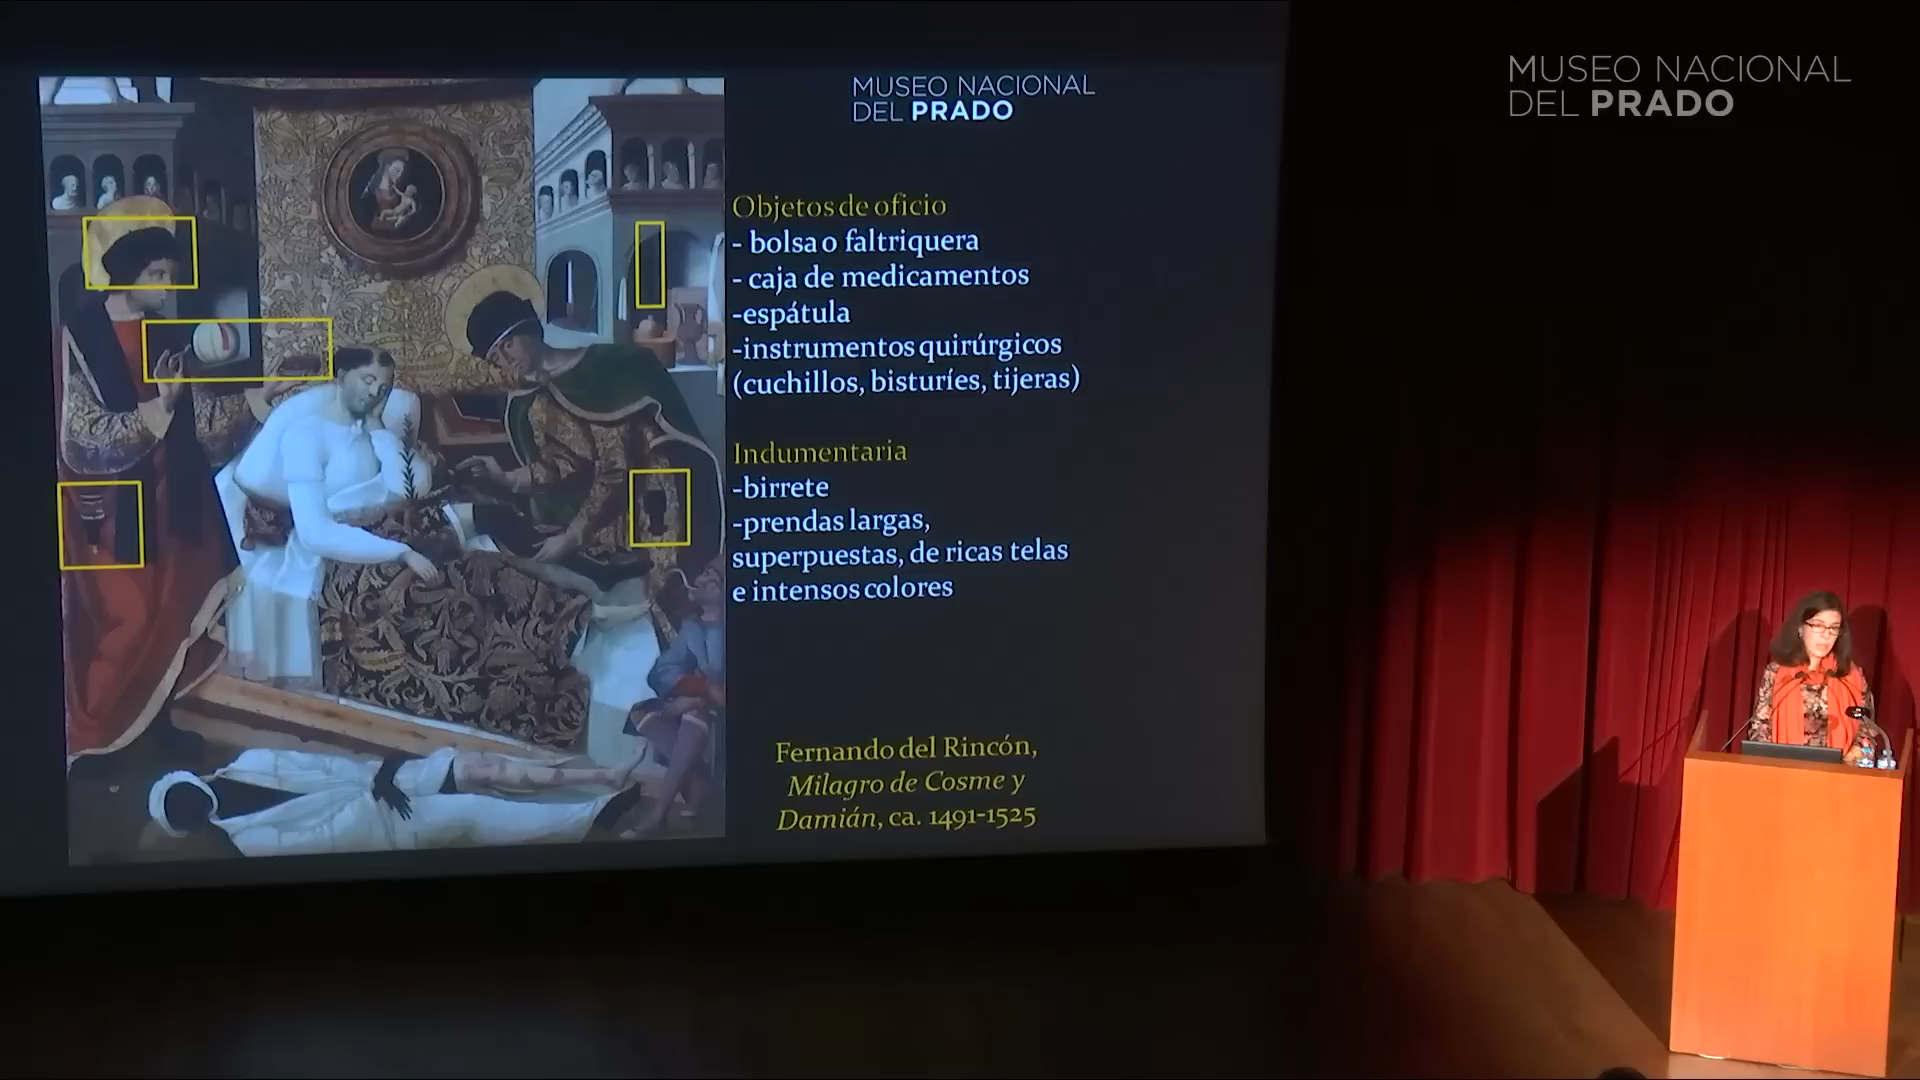 MUSEO NACIONAL
DEL PRADO
Objetos de oficio
- bolsa o faltriquera
- caja de medicamentos
-espátula
-instrumentos quirúrgicos
(cuchillos, bisturíes, tijeras)
Indumentaria
-birrete
-prendas largas,
superpuestas, de ricas telas
e intensos colores
Fernando del Rincón,
Milagro de Cosme y
Damián, ca. 1491-1525
MUSEO NACIONAL
DEL PRADO